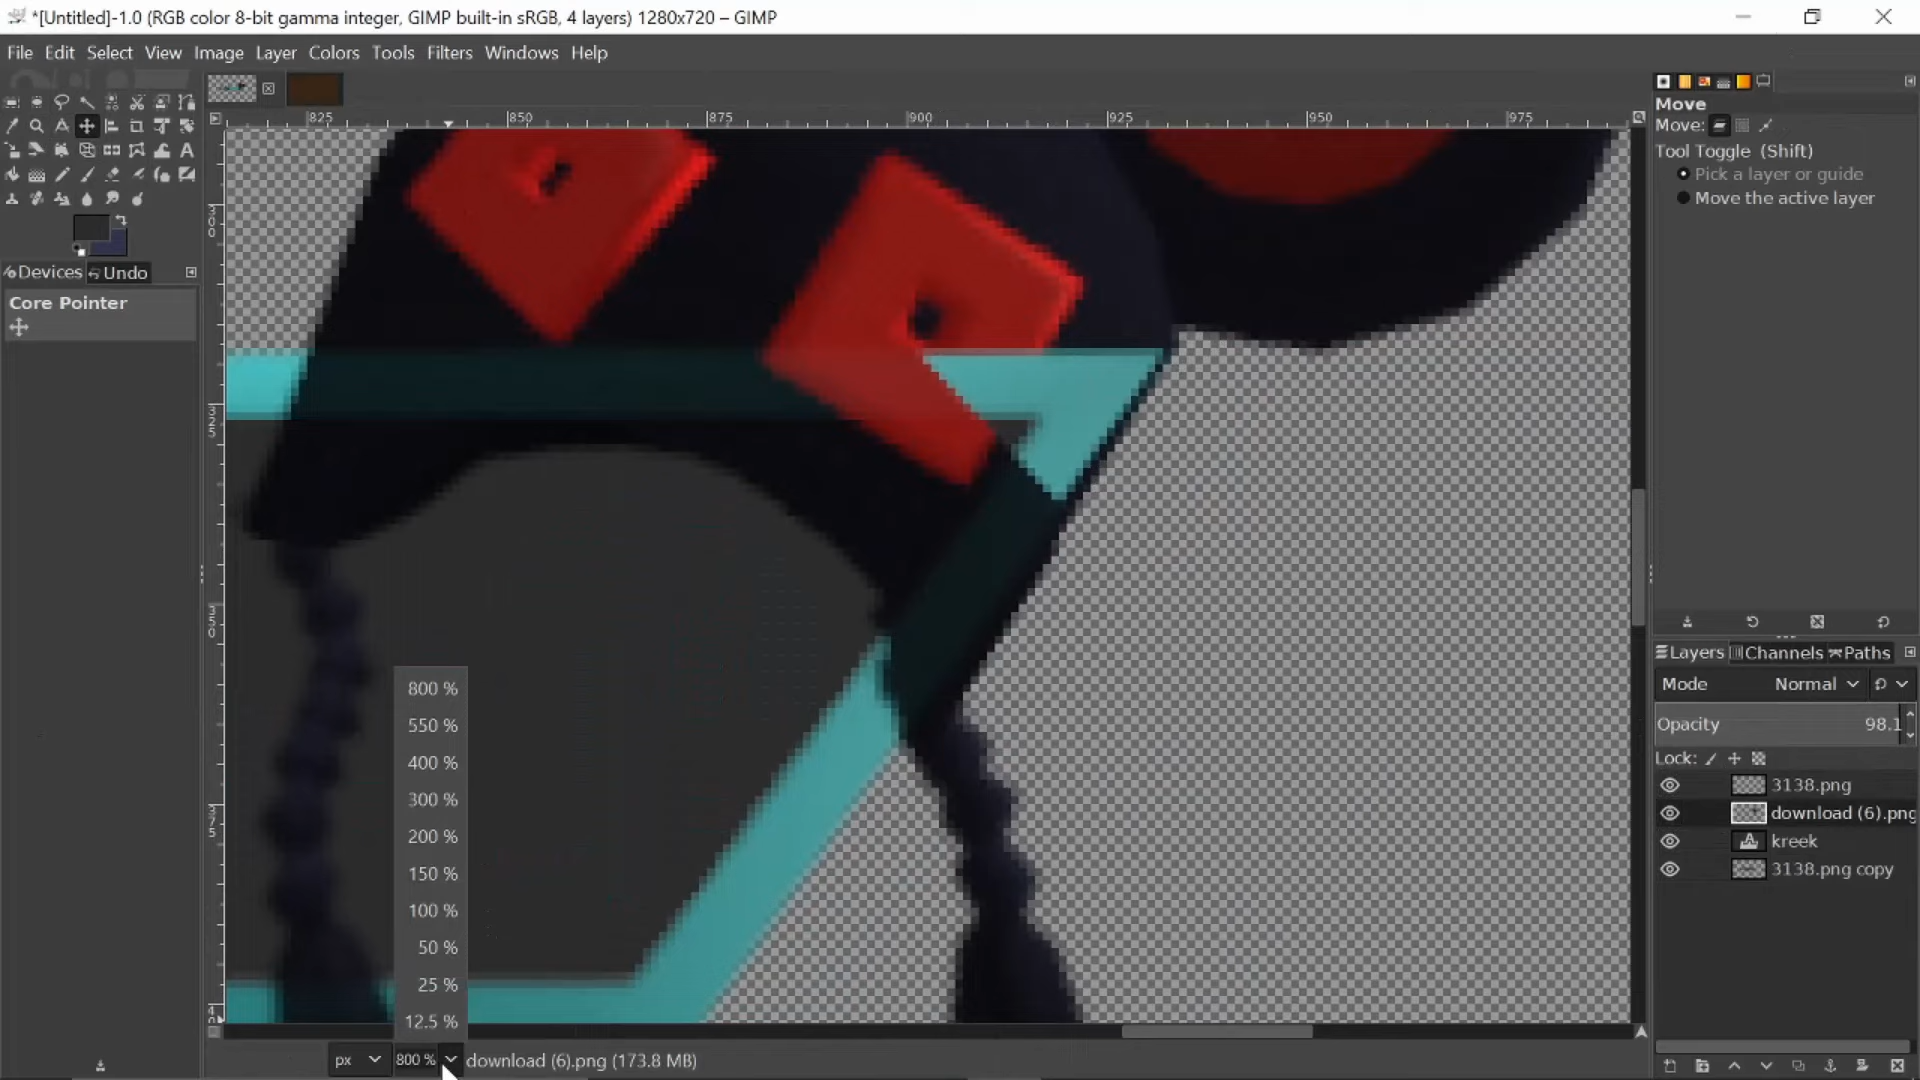 *[Untitled]-1.0 (RGB color 8-bit gamma integer, GIMP built-in sRGB, 4 layers) 1280x720 – GIMP
File Edit Select View Image Layer Colors Tools Filters Windows Help
825 850 875 900 925 950 975
Devices Undo
Core Pointer
300
325
350
375
Move
Move:
Tool Toggle (Shift)
Pick a layer or guide
Move the active layer
Layers Channels Paths
Mode Normal
Opacity 98.1
Lock:
3138.png
download (6).png
kreek
3138.png copy
800 %
550 %
400 %
300 %
200 %
150 %
100 %
50 %
25 %
12.5 %
px 800 % download (6).png (173.8 MB)